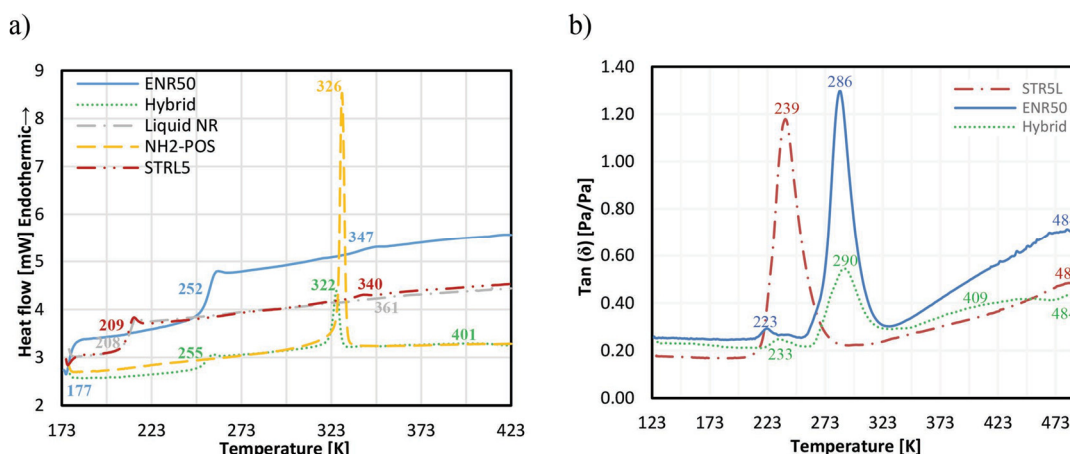 a)
b)
9
8
7
6
5
4
3
2
Heat flow [mW] Endothermic→
ENR50
Hybrid
Liquid NR
NH2-POS
STRL5
326
347
252
322
340
209
208
361
255
401
177
173 223 273 323 373 423
Temperature [K]
1.40
1.20
1.00
0.80
0.60
0.40
0.20
0.00
Tan (δ) [Pa/Pa]
STR5L
ENR50
Hybrid
286
239
290
223
233
409
484
123 173 223 273 323 373 423 473
Temperature [K]